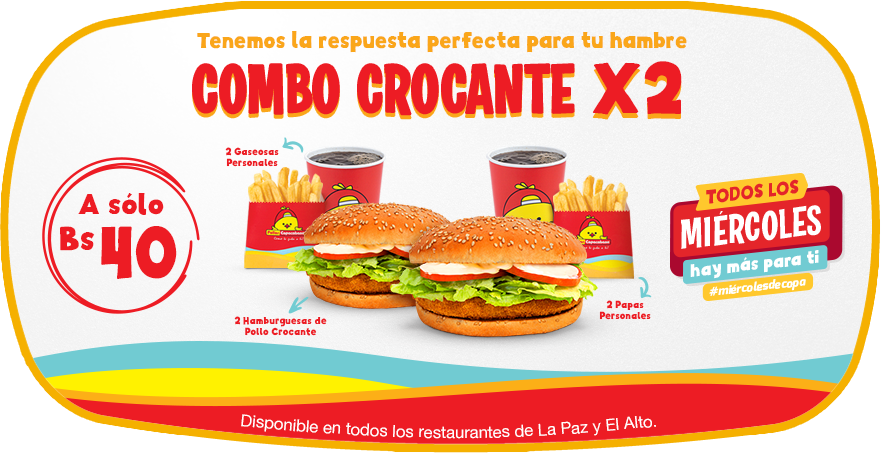 Tenemos la respuesta perfecta para tu hambre
COMBO CROCANTE X2
2 Gaseosas
Personales
A sólo
Bs 40
Pollos Copacabana
TODOS LOS
MIÉRCOLES
hay más para ti
#miércolesdecopa
2 Hamburguesas de
Pollo Crocante
2 Papas
Personales
Disponible en todos los restaurantes de La Paz y El Alto.